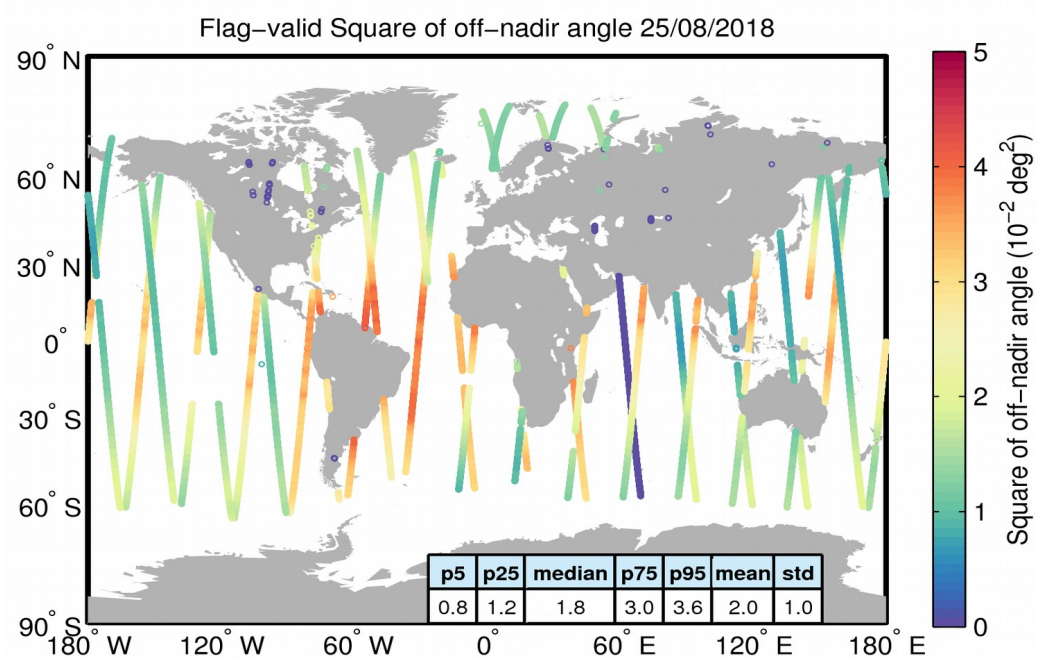 Flag−valid Square of off−nadir angle 25/08/2018
90° N
60° N
30° N
0°
30° S
60° S
90° S
180° W
120° W
60° W
0°
60° E
120° E
180° E
p5 p25 median p75 p95 mean std
0.8 1.2 1.8 3.0 3.6 2.0 1.0
5
4
3
2
1
0
Square of off−nadir angle (10⁻² deg²)